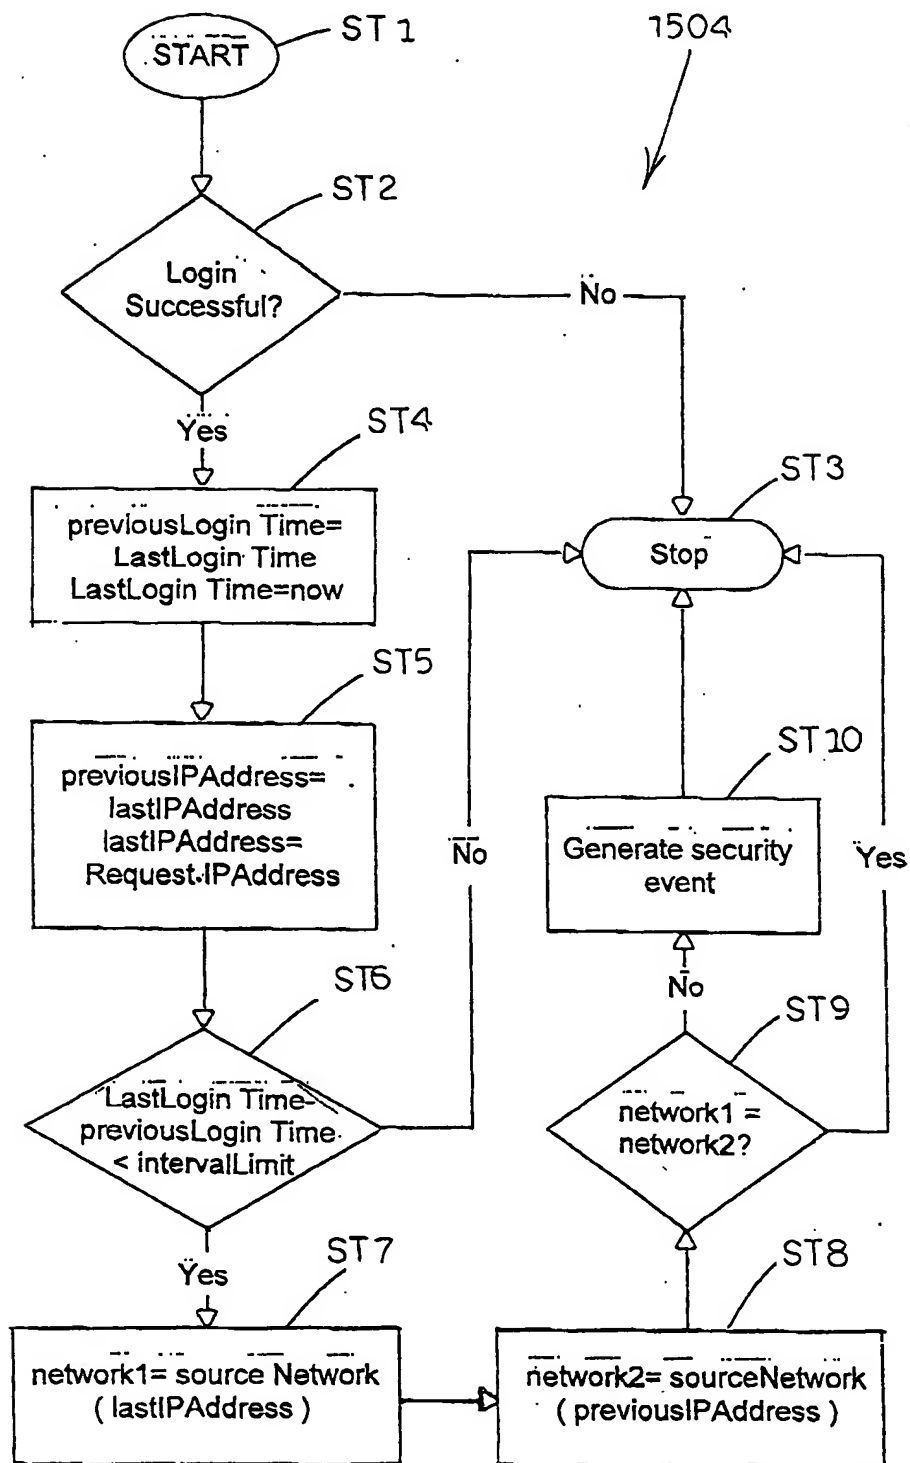 START
ST1
1504
ST2
Login
Successful?
No
Yes
ST4
previousLogin Time=
LastLogin Time
LastLogin Time=now
ST3
Stop
ST5
previousIPAddress=
lastIPAddress
lastIPAddress=
Request.IPAddress
No
ST10
Generate security
event
Yes
No
ST6
LastLogin Time-
previousLogin Time
< intervalLimit
ST9
network1 =
network2?
Yes
ST7
network1= source Network
( lastIPAddress )
ST8
network2= sourceNetwork
( previousIPAddress )